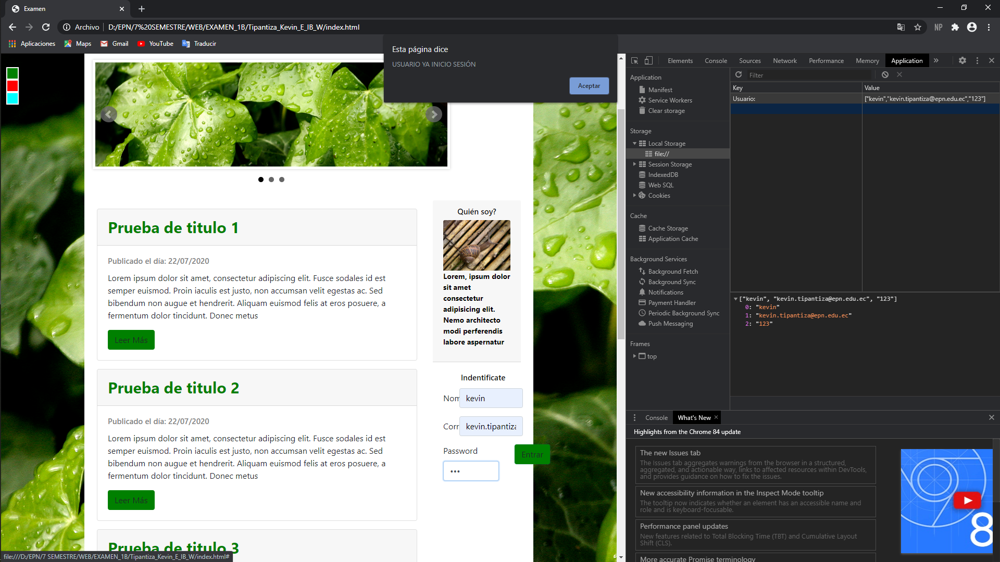 Examen
Archivo
D:/EPN/7%20SEMESTRE/WEB/EXAMEN_1B/Tipantiza_Kevin_E_IB_W/index.html
NP
Aplicaciones
Maps
Gmail
YouTube
Traducir
Esta página dice
USUARIO YA INICIO SESIÓN
Aceptar
Prueba de titulo 1
Publicado el día: 22/07/2020
Lorem ipsum dolor sit amet, consectetur adipiscing elit. Fusce sodales id est
semper euismod. Proin iaculis est justo, non accumsan velit egestas ac. Sed
bibendum non augue et hendrerit. Aliquam euismod felis at eros posuere, a
fermentum dolor tincidunt. Donec metus
Leer Más
Prueba de titulo 2
Publicado el día: 22/07/2020
Lorem ipsum dolor sit amet, consectetur adipiscing elit. Fusce sodales id est
semper euismod. Proin iaculis est justo, non accumsan velit egestas ac. Sed
bibendum non augue et hendrerit. Aliquam euismod felis at eros posuere, a
fermentum dolor tincidunt. Donec metus
Leer Más
Prueba de titulo 3
file:///D:/EPN/7 SEMESTRE/WEB/EXAMEN_1B/Tipantiza_Kevin_E_IB_W/index.html#
Quién soy?
Lorem, ipsum dolor
sit amet
consectetur
adipisicing elit.
Nemo architecto
modi perferendis
labore aspernatur
Indentificate
Nom
kevin
Corr
kevin.tipantiza
Password
•••
Entrar
Elements
Console
Sources
Network
Performance
Memory
Application
Application
Manifest
Service Workers
Clear storage
Storage
Local Storage
file://
Session Storage
IndexedDB
Web SQL
Cookies
Cache
Cache Storage
Application Cache
Background Services
Background Fetch
Background Sync
Notifications
Payment Handler
Periodic Background Sync
Push Messaging
Frames
top
Filter
Key
Value
Usuario:
["kevin","kevin.tipantiza@epn.edu.ec","123"]
["kevin", "kevin.tipantiza@epn.edu.ec", "123"]
0: "kevin"
1: "kevin.tipantiza@epn.edu.ec"
2: "123"
Console
What's New
Highlights from the Chrome 84 update
The new Issues tab
The Issues tab aggregates warnings from the browser in a structured,
aggregated, and actionable way, links to affected resources within DevTools,
and provides guidance on how to fix the issues.
New accessibility information in the Inspect Mode tooltip
The tooltip now indicates whether an element has an accessible name and
role and is keyboard-focusable.
Performance panel updates
New features related to Total Blocking Time (TBT) and Cumulative Layout
Shift (CLS).
More accurate Promise terminology
8